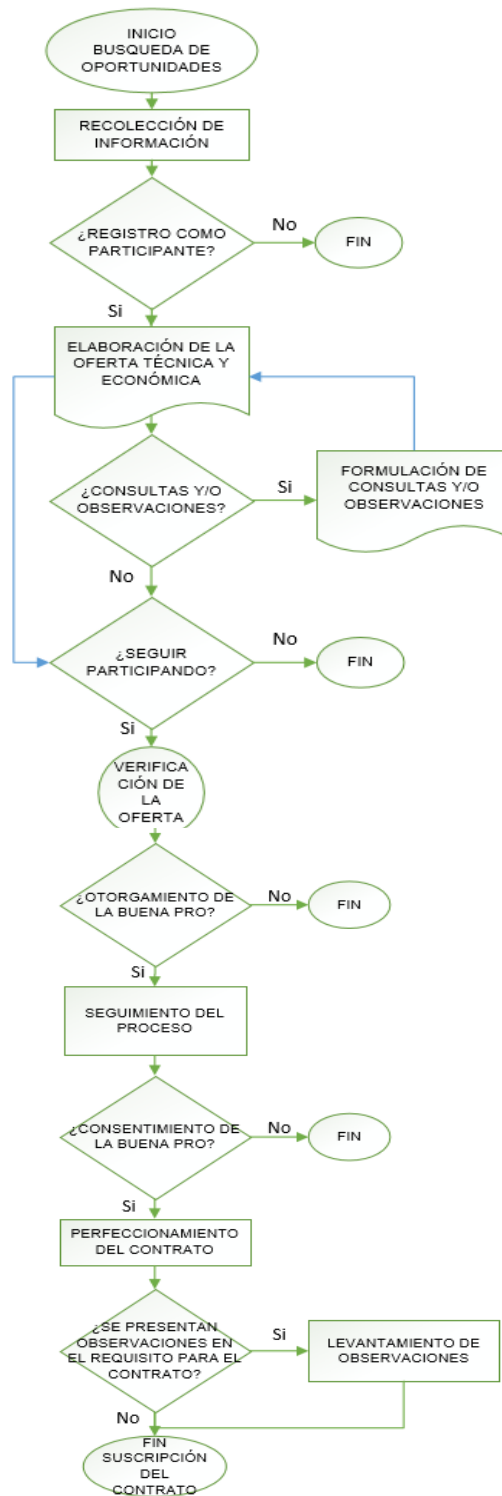 INICIO
BUSQUEDA DE
OPORTUNIDADES
RECOLECCIÓN DE
INFORMACIÓN
¿REGISTRO COMO
PARTICIPANTE?
No
FIN
Si
ELABORACIÓN DE LA
OFERTA TÉCNICA Y
ECONÓMICA
¿CONSULTAS Y/O
OBSERVACIONES?
Si
FORMULACIÓN DE
CONSULTAS Y/O
OBSERVACIONES
No
¿SEGUIR
PARTICIPANDO?
No
FIN
Si
VERIFICA
CIÓN DE
LA
OFERTA
¿OTORGAMIENTO DE
LA BUENA PRO?
No
FIN
Si
SEGUIMIENTO DEL
PROCESO
¿CONSENTIMIENTO DE
LA BUENA PRO?
No
FIN
Si
PERFECCIONAMIENTO
DEL CONTRATO
¿SE PRESENTAN
OBSERVACIONES EN
EL REQUISITO PARA EL
CONTRATO?
Si
LEVANTAMIENTO DE
OBSERVACIONES
No
FIN
SUSCRIPCIÓN
DEL
CONTRATO